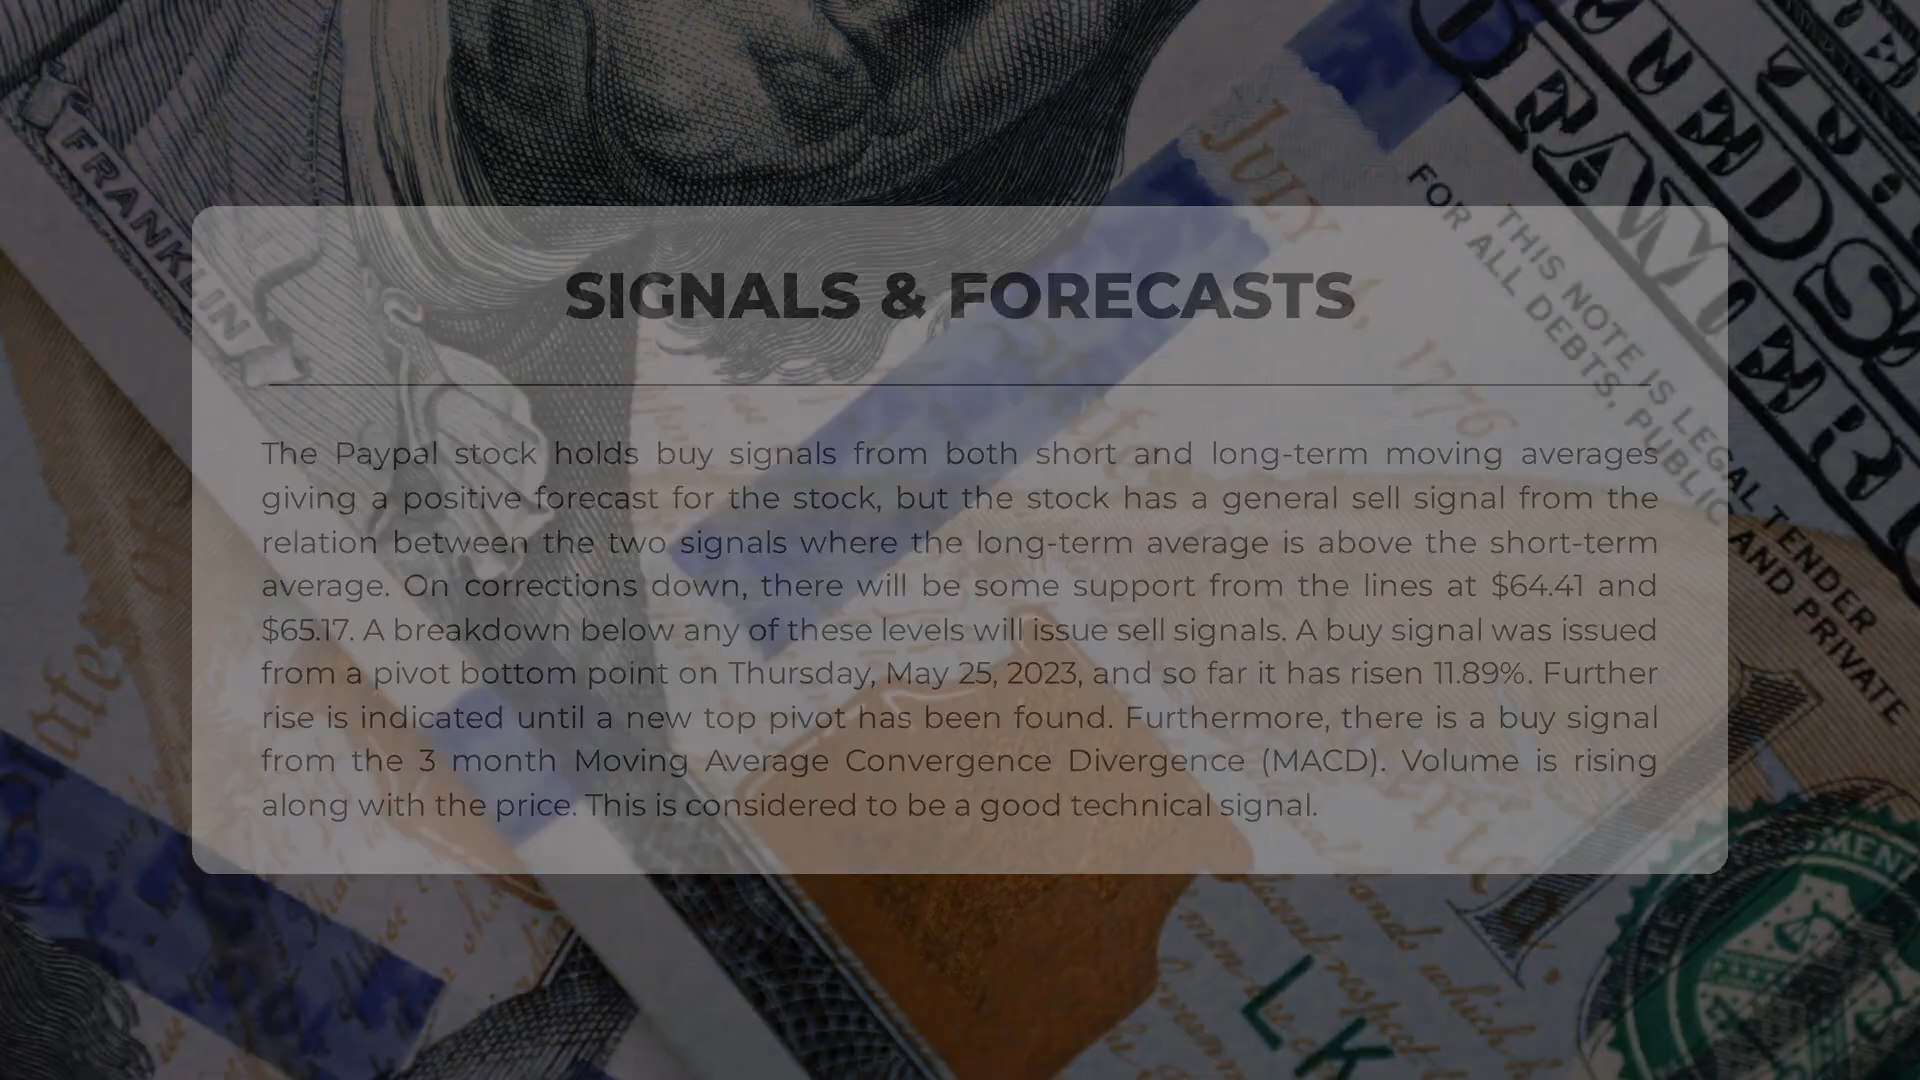 FRANKLIN
JULY
1776
FOR ALL DEBTS, PUBLIC AND PRIVATE
THIS NOTE IS LEGAL TENDER
SIGNALS & FORECASTS
The Paypal stock holds buy signals from both short and long-term moving averages
giving a positive forecast for the stock, but the stock has a general sell signal from the
relation between the two signals where the long-term average is above the short-term
average. On corrections down, there will be some support from the lines at $64.41 and
$65.17. A breakdown below any of these levels will issue sell signals. A buy signal was issued
from a pivot bottom point on Thursday, May 25, 2023, and so far it has risen 11.89%. Further
rise is indicated until a new top pivot has been found. Furthermore, there is a buy signal
from the 3 month Moving Average Convergence Divergence (MACD). Volume is rising
along with the price. This is considered to be a good technical signal.
L K